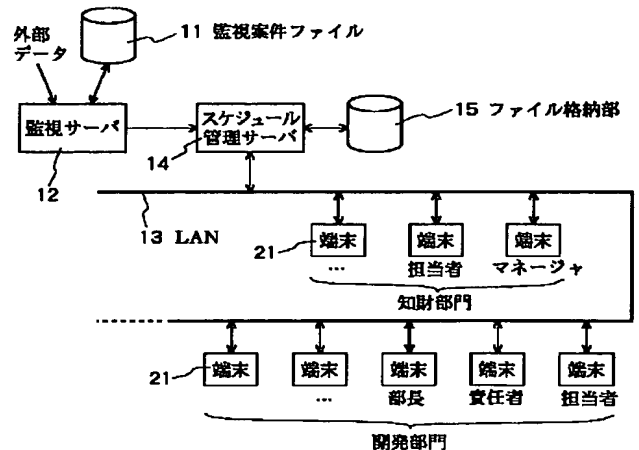 外部
データ
11 監視案件ファイル
監視サーバ
12
スケジュール
管理サーバ
14
15 ファイル格納部
13 LAN
21
端末
端末
端末
…
担当者
マネージャ
知財部門
21
端末
端末
端末
端末
端末
…
部長
責任者
担当者
開発部門